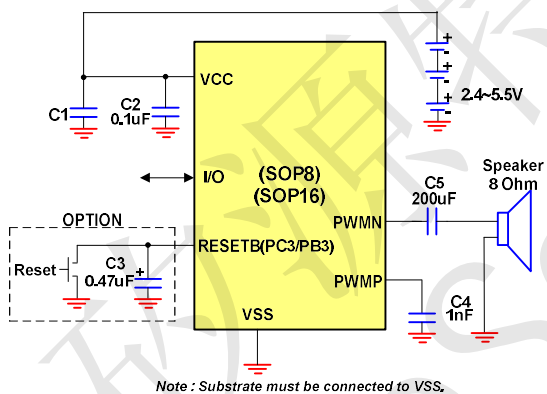 VCC
C1
C2
0.1uF
+
-
+
-
+
-
2.4~5.5V
I/O
(SOP8)
(SOP16)
C5
200uF
Speaker
8 Ohm
OPTION
PWMN
Reset
C3
0.47uF
+
RESETB(PC3/PB3)
PWMP
C4
1nF
VSS
Note : Substrate must be connected to VSS.